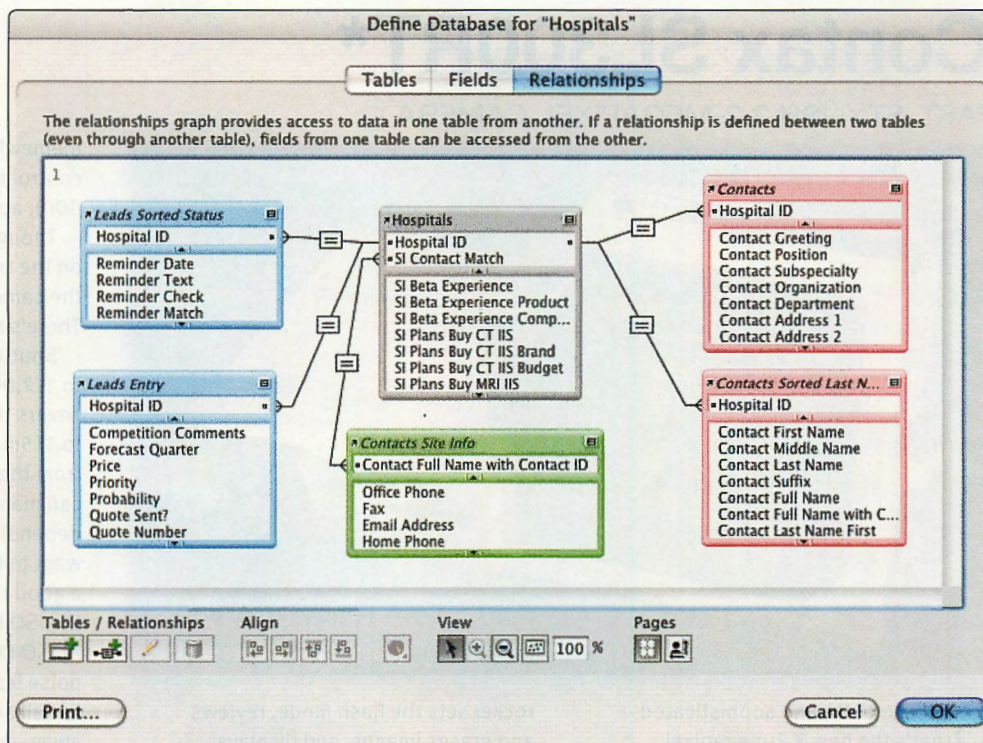 Define Database for “Hospitals”
Tables Fields Relationships
The relationships graph provides access to data in one table from another. If a relationship is defined between two tables
(even through another table), fields from one table can be accessed from the other.
1
Leads Sorted Status
Hospital ID
Reminder Date
Reminder Text
Reminder Check
Reminder Match
Hospitals
Hospital ID
SI Contact Match
SI Beta Experience
SI Beta Experience Product
SI Beta Experience Comp...
SI Plans Buy CT IIS
SI Plans Buy CT IIS Brand
SI Plans Buy CT IIS Budget
SI Plans Buy MRI IIS
Contacts
Hospital ID
Contact Greeting
Contact Position
Contact Subspecialty
Contact Organization
Contact Department
Contact Address 1
Contact Address 2
Leads Entry
Hospital ID
Competition Comments
Forecast Quarter
Price
Priority
Probability
Quote Sent?
Quote Number
Contacts Site Info
Contact Full Name with Contact ID
Office Phone
Fax
Email Address
Home Phone
Contacts Sorted Last N...
Hospital ID
Contact First Name
Contact Middle Name
Contact Last Name
Contact Suffix
Contact Full Name
Contact Full Name with C...
Contact Last Name First
Tables / Relationships Align View Pages
100 %
Print... Cancel OK